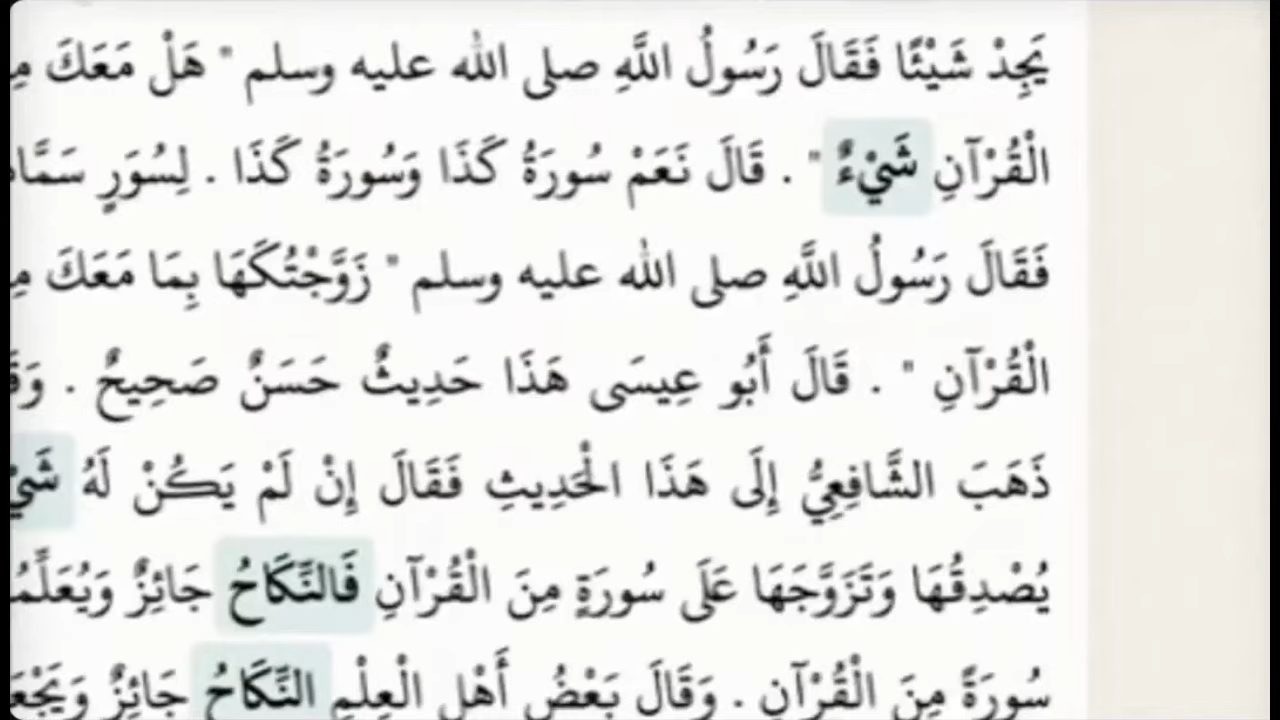 يَجِدْ شَيْئًا فَقَالَ رَسُولُ اللَّهِ صلى الله عليه وسلم " هَلْ مَعَكَ
الْقُرْآنِ شَيْءٌ " . قَالَ نَعَمْ سُورَةُ كَذَا وَسُورَةُ كَذَا . لِسُوَرٍ
فَقَالَ رَسُولُ اللَّهِ صلى الله عليه وسلم " زَوَّجْتُكَهَا بِمَا مَعَكَ
الْقُرْآنِ " . قَالَ أَبُو عِيسَى هَذَا حَدِيثٌ حَسَنٌ صَحِيحٌ .
ذَهَبَ الشَّافِعِيُّ إِلَى هَذَا الْحَدِيثِ فَقَالَ إِنْ لَمْ يَكُنْ لَهُ
يُصْدِقُهَا وَتَزَوَّجَهَا عَلَى سُورَةٍ مِنَ الْقُرْآنِ فَالنِّكَاحُ جَائِزٌ
سُورَةً مِنَ الْقُرْآنِ . وَقَالَ بَعْضُ أَهْلِ الْعِلْمِ النِّكَاحُ جَائِزٌ